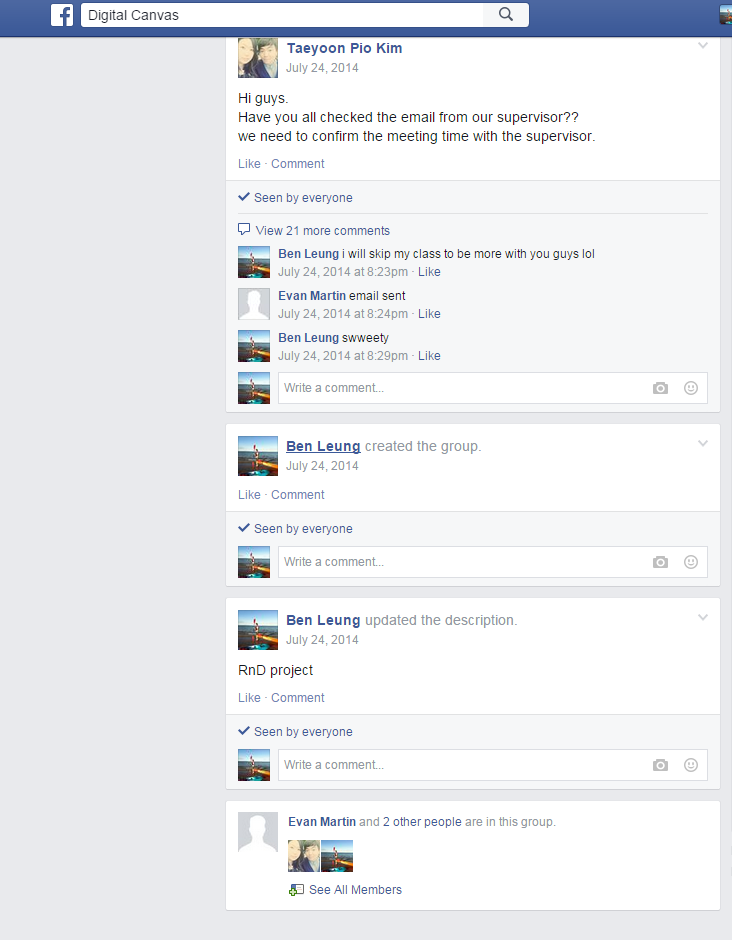 Digital Canvas
Taeyoon Pio Kim
July 24, 2014
Hi guys.
Have you all checked the email from our supervisor??
we need to confirm the meeting time with the supervisor.
Like · Comment
Seen by everyone
View 21 more comments
Ben Leung i will skip my class to be more with you guys lol
July 24, 2014 at 8:23pm · Like
Evan Martin email sent
July 24, 2014 at 8:24pm · Like
Ben Leung swweety
July 24, 2014 at 8:29pm · Like
Write a comment...
Ben Leung created the group.
July 24, 2014
Like · Comment
Seen by everyone
Write a comment...
Ben Leung updated the description.
July 24, 2014
RnD project
Like · Comment
Seen by everyone
Write a comment...
Evan Martin and 2 other people are in this group.
See All Members